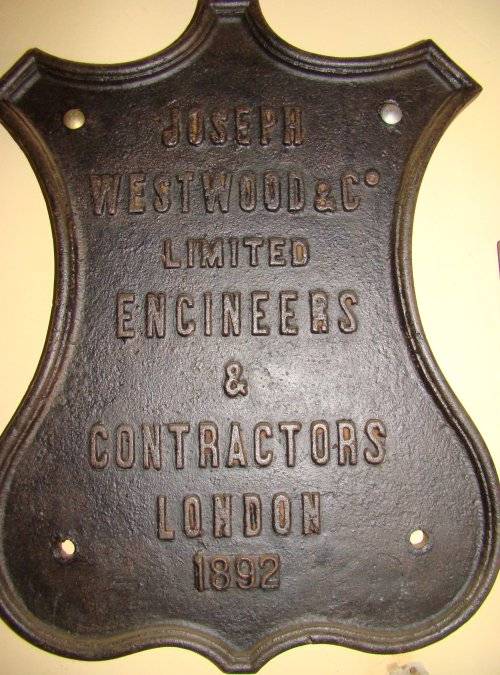 JOSEPH
WESTWOOD & Cº
LIMITED
ENGINEERS
&
CONTRACTORS
LONDON
1892